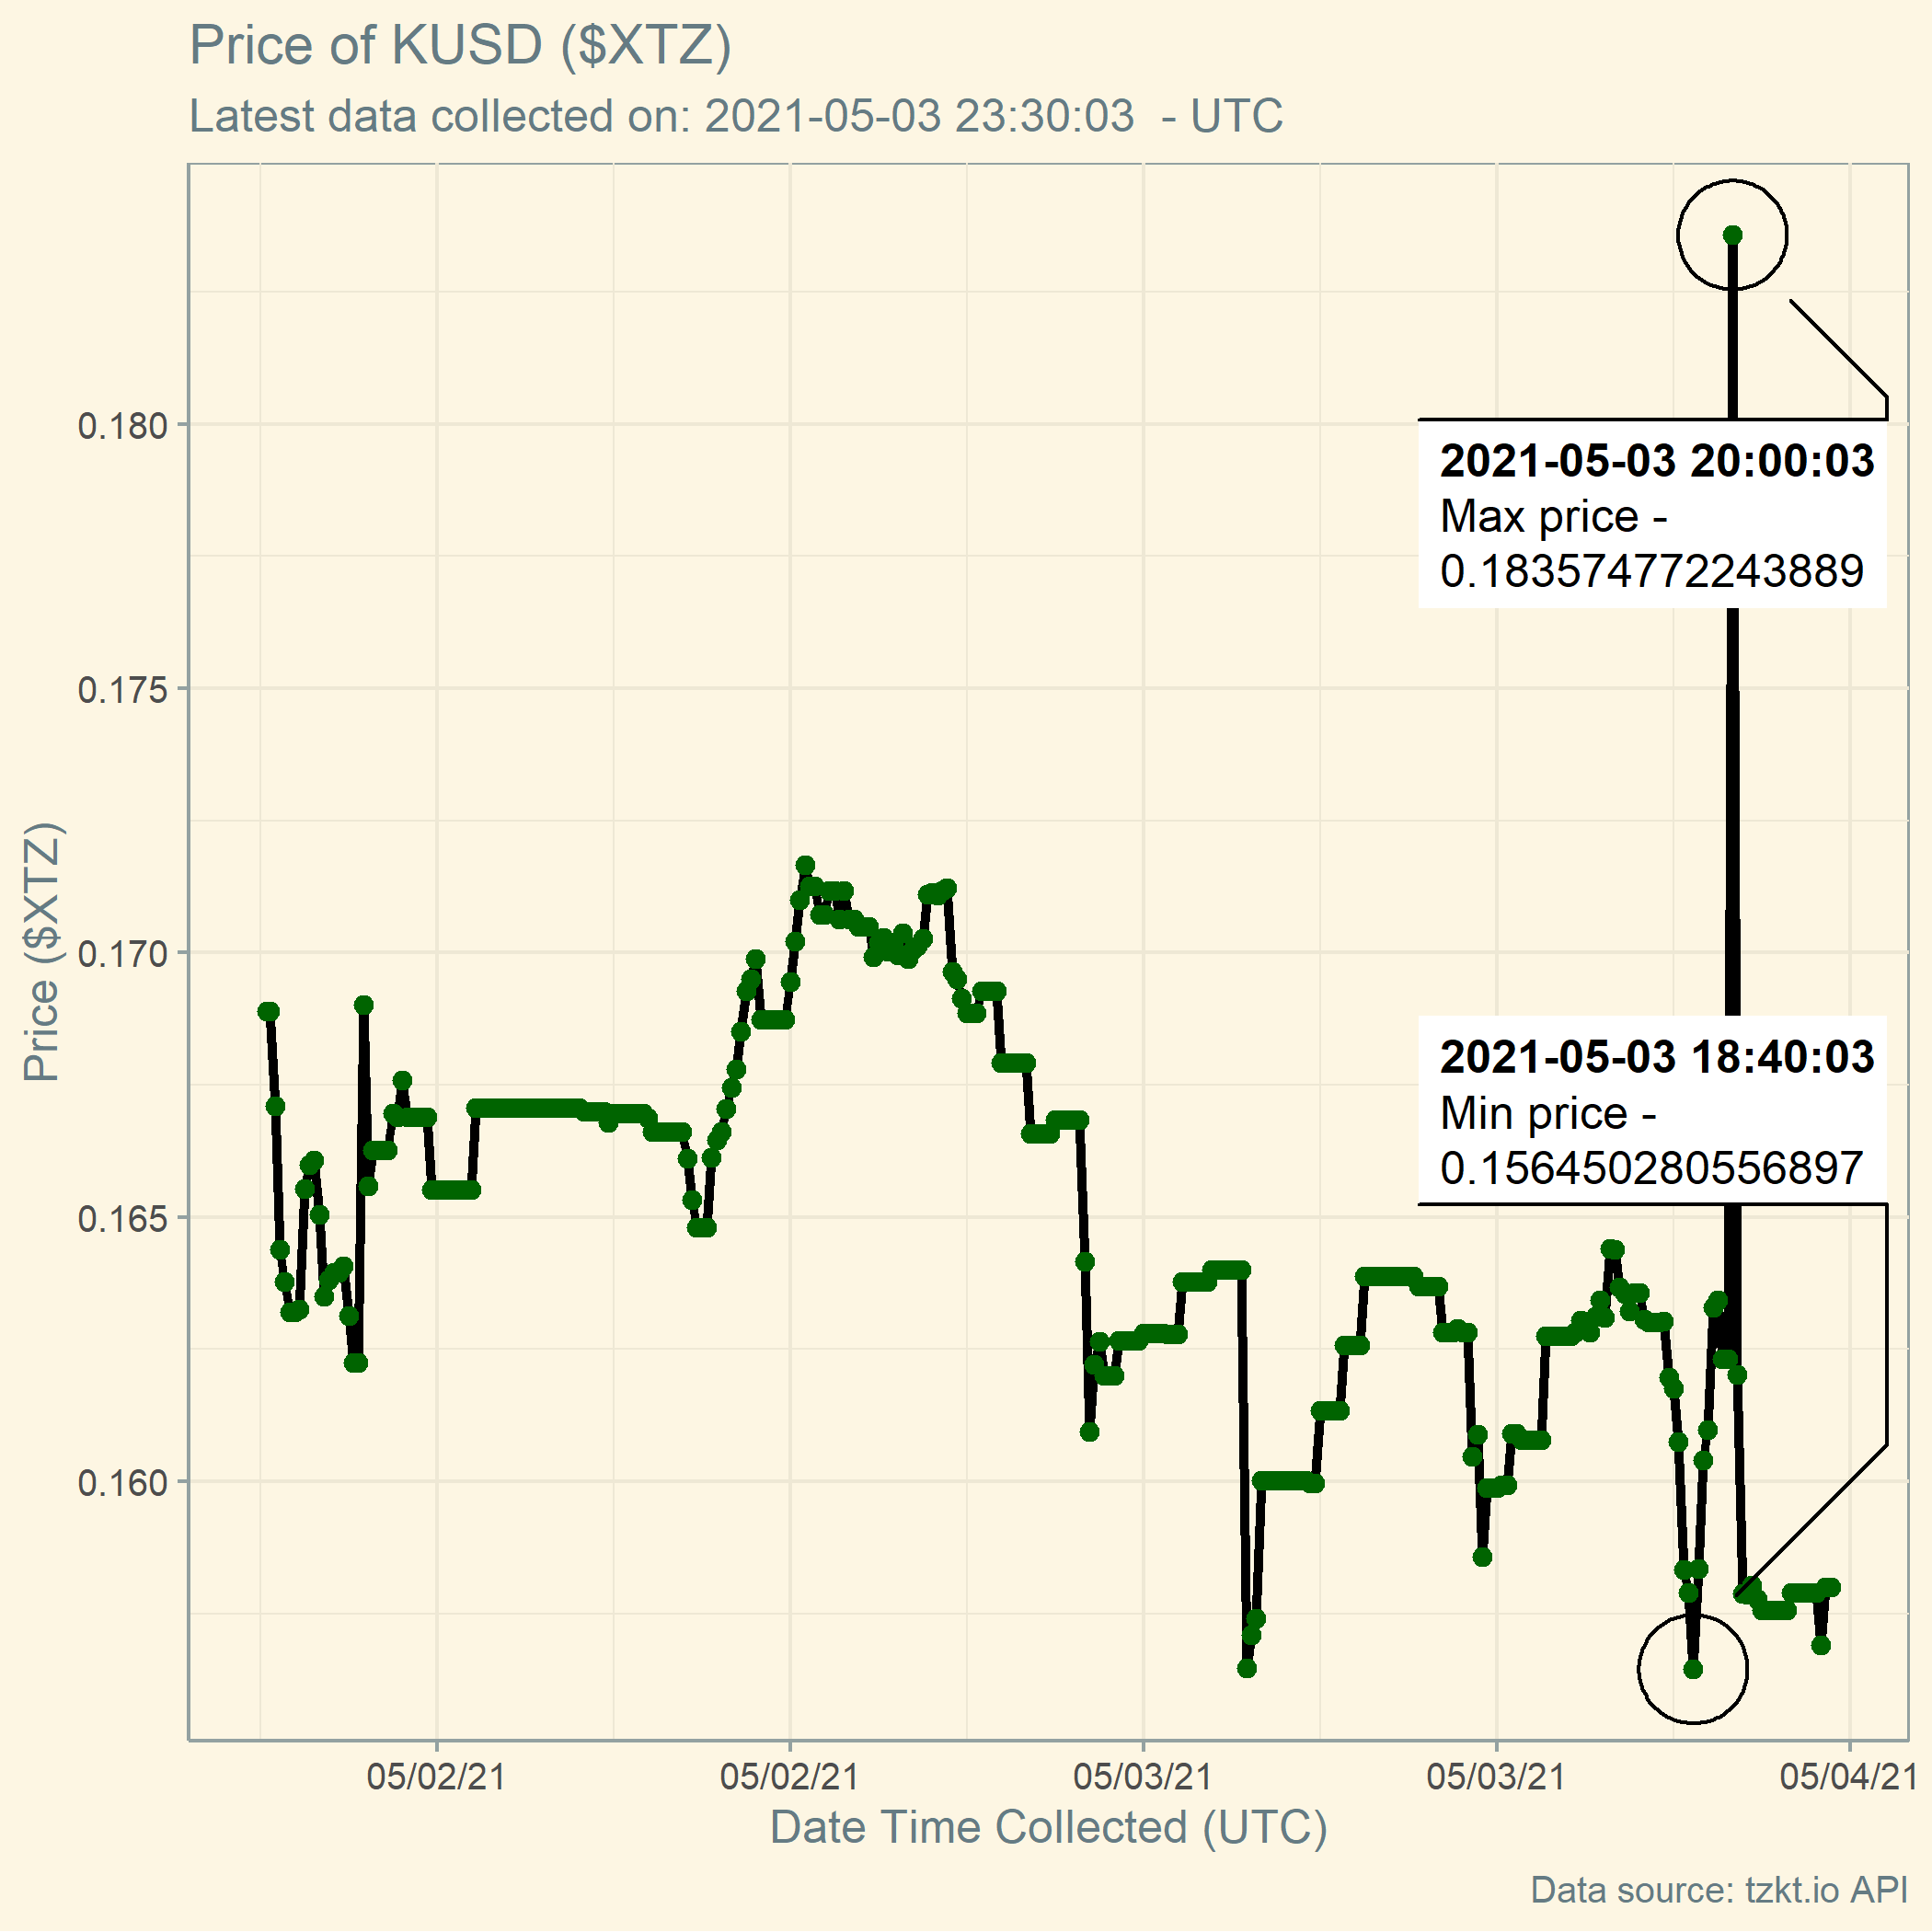 Price of KUSD ($XTZ)
Latest data collected on: 2021-05-03 23:30:03  - UTC
0.180
0.175
0.170
0.165
0.160
Price ($XTZ)
2021-05-03 20:00:03
Max price -
0.183574772243889
2021-05-03 18:40:03
Min price -
0.156450280556897
05/02/21
05/02/21
05/03/21
05/03/21
05/04/21
Date Time Collected (UTC)
Data source: tzkt.io API